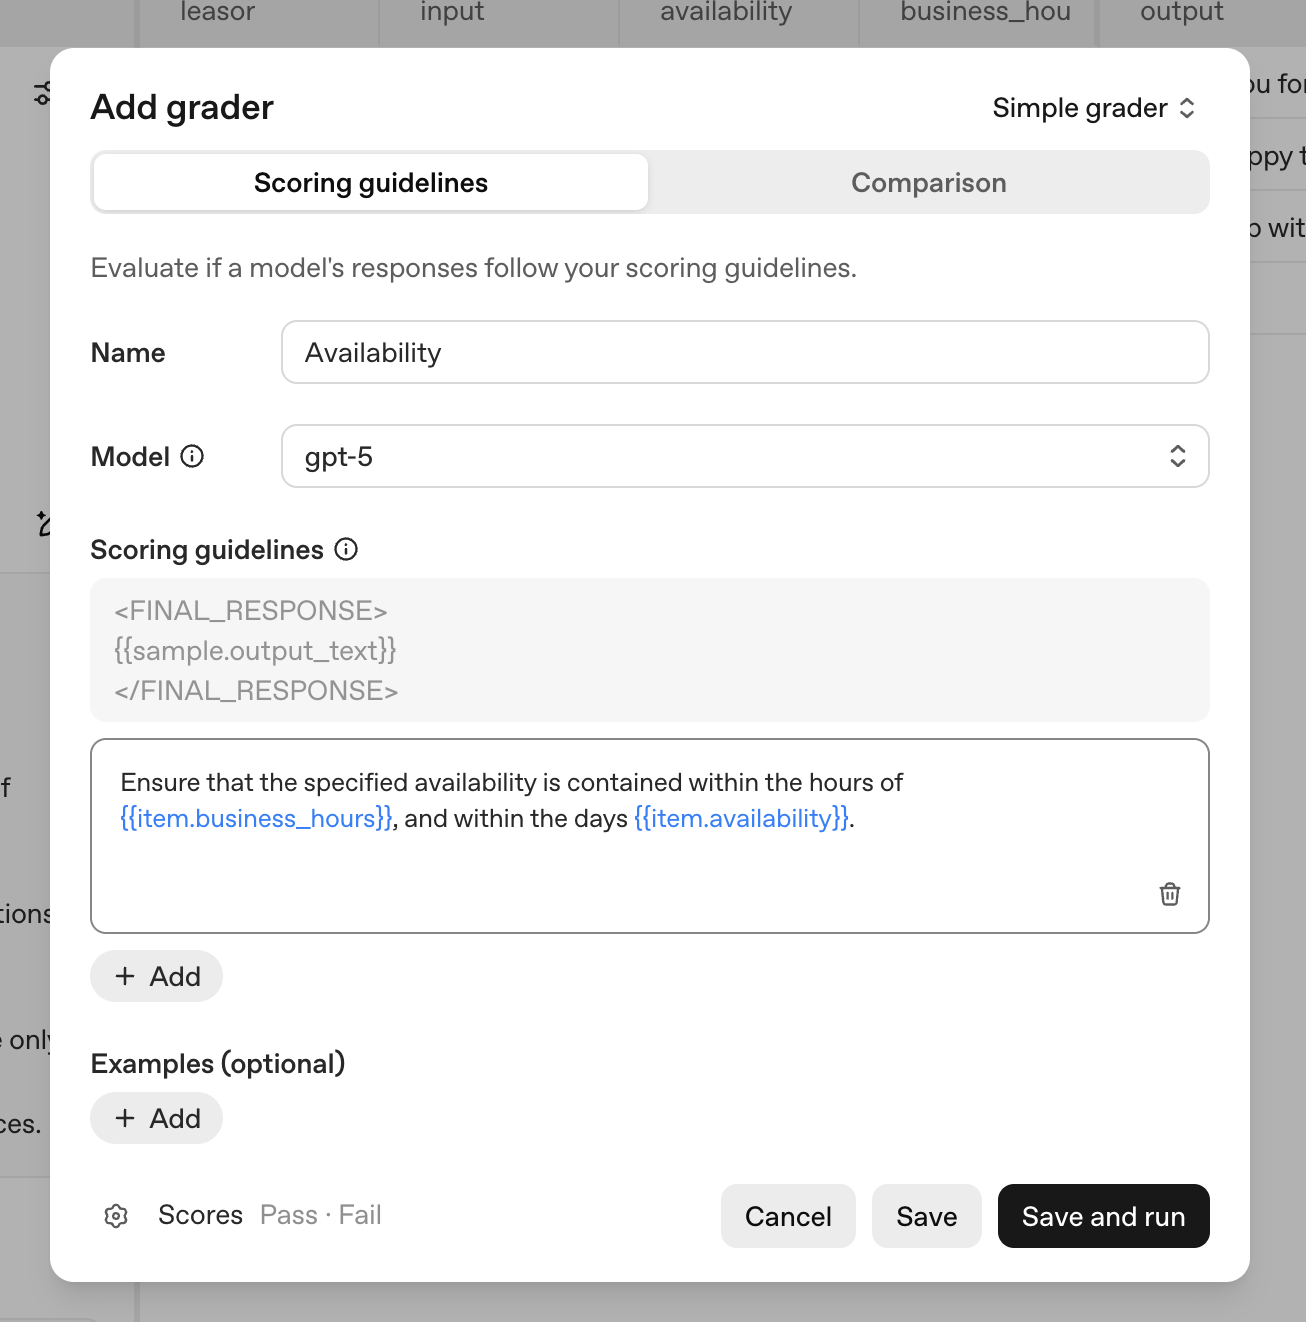 leasor
input
availability
business_hou
output
Add grader
Simple grader
Scoring guidelines
Comparison
Evaluate if a model's responses follow your scoring guidelines.
Name
Availability
Model
gpt-5
Scoring guidelines
<FINAL_RESPONSE>
{{sample.output_text}}
</FINAL_RESPONSE>
Ensure that the specified availability is contained within the hours of
{{item.business_hours}}, and within the days {{item.availability}}.
+ Add
Examples (optional)
+ Add
Scores Pass · Fail
Cancel
Save
Save and run
ou for
ppy t
wit
f
tions
only
ces.